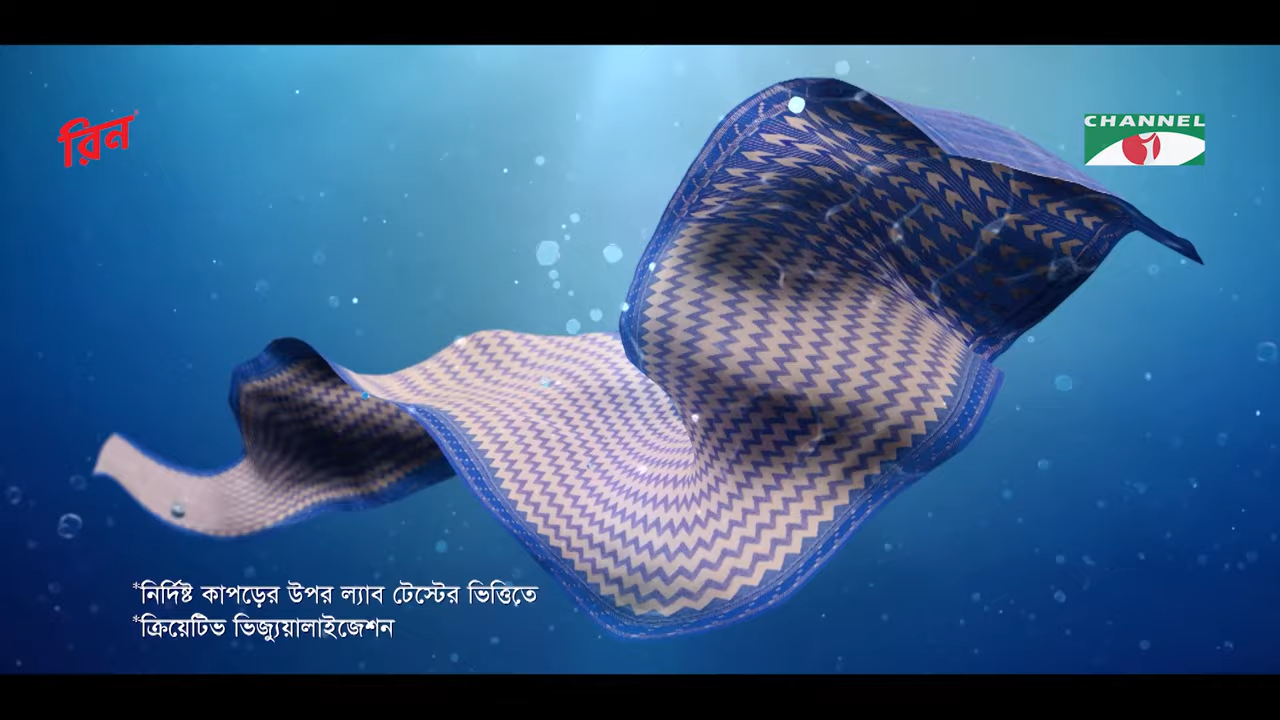 রিন
CHANNEL
*নির্দিষ্ট কাপড়ের উপর ল্যাব টেস্টের ভিত্তিতে
*ক্রিয়েটিভ ভিজ্যুয়ালাইজেশন